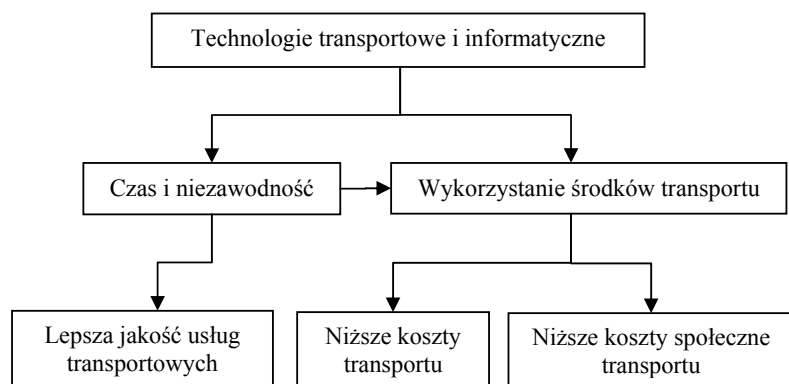 Technologie transportowe i informatyczne
Czas i niezawodność
Wykorzystanie środków transportu
Lepsza jakość usług
transportowych
Niższe koszty
transportu
Niższe koszty społeczne
transportu